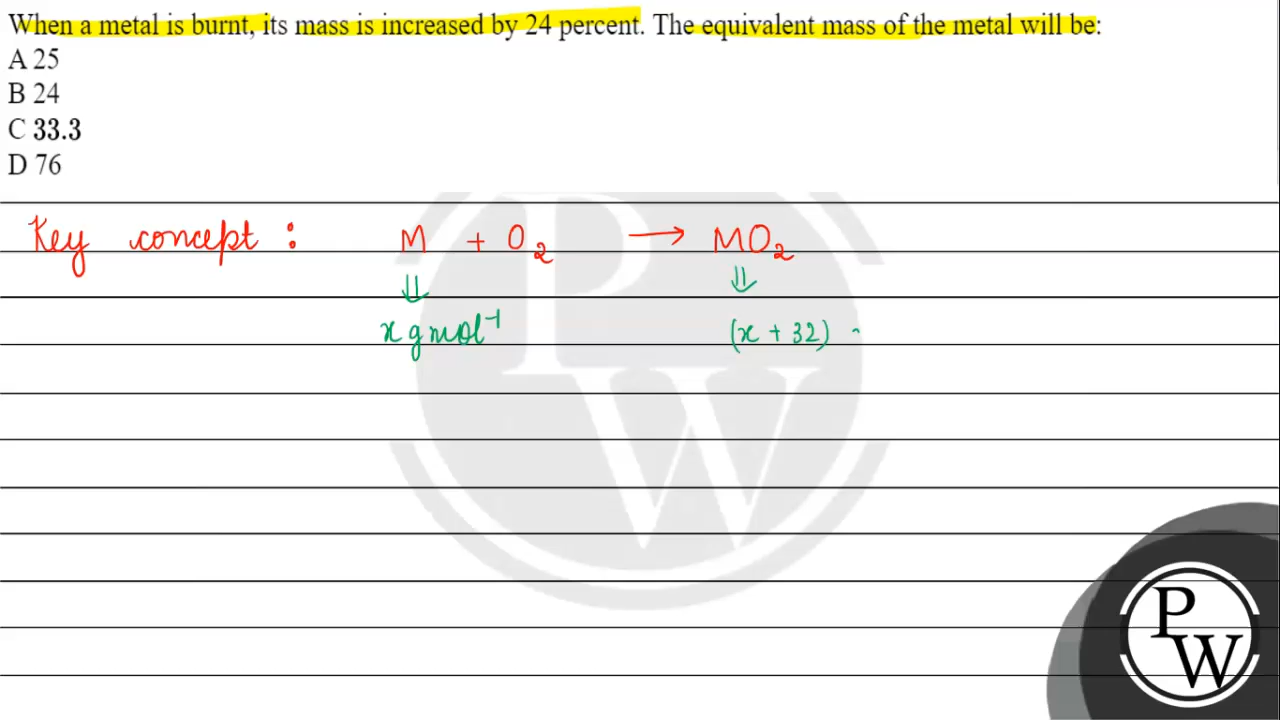 When a metal is burnt, its mass is increased by 24 percent. The equivalent mass of the metal will be:
A 25
B 24
C 33.3
D 76
Key concept : M + O₂ → MO₂
⇓ ⇓
x g mol⁻¹ (x + 32)
P
W
P
W